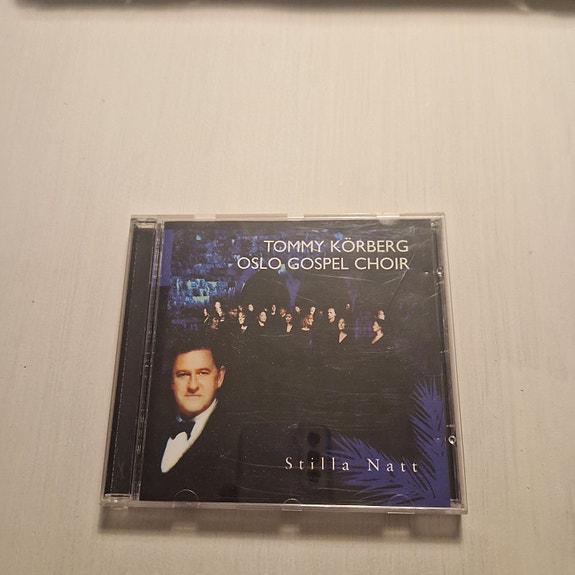 TOMMY KÖRBERG
OSLO GOSPEL CHOIR
Stilla Natt